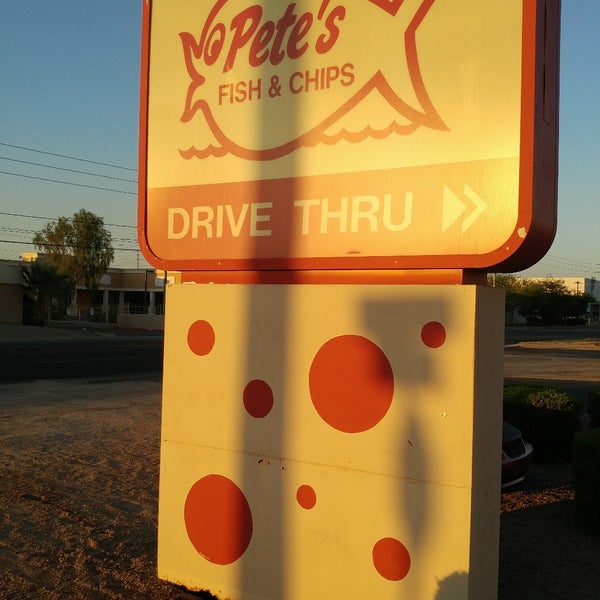 Pete's
FISH & CHIPS
DRIVE THRU